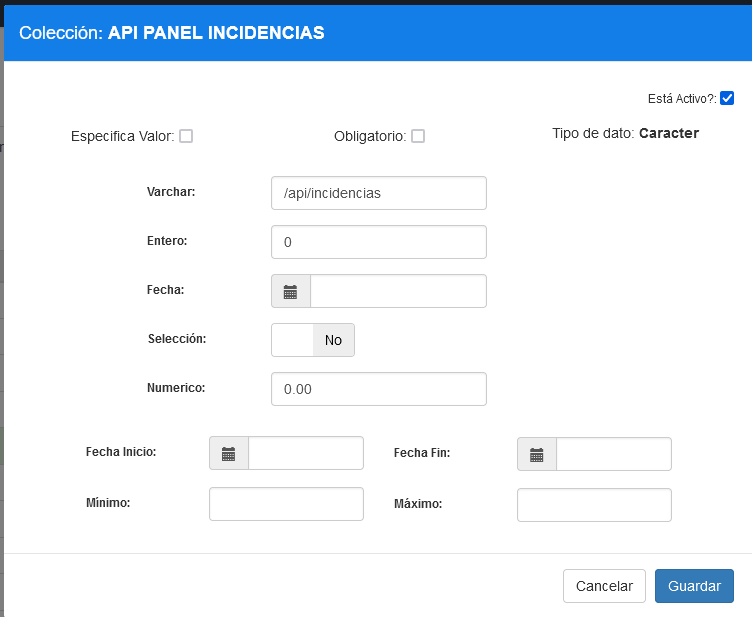 Colección: API PANEL INCIDENCIAS
Está Activo?:
Especifica Valor:
Obligatorio:
Tipo de dato: Caracter
Varchar:
/api/incidencias
Entero:
0
Fecha:
Selección:
No
Numerico:
0.00
Fecha Inicio:
Fecha Fin:
Mínimo:
Máximo:
Cancelar
Guardar